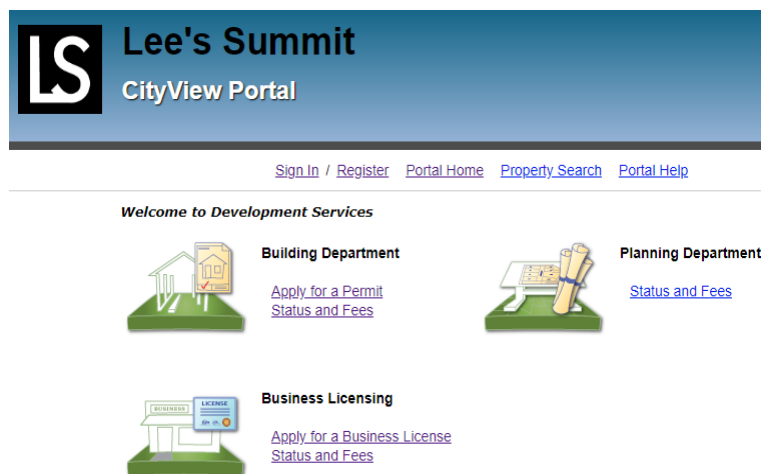 LS
Lee's Summit
CityView Portal
Sign In / Register Portal Home Property Search Portal Help
Welcome to Development Services
Building Department
Apply for a Permit
Status and Fees
Planning Department
Status and Fees
BUSINESS
LICENSE
Business Licensing
Apply for a Business License
Status and Fees